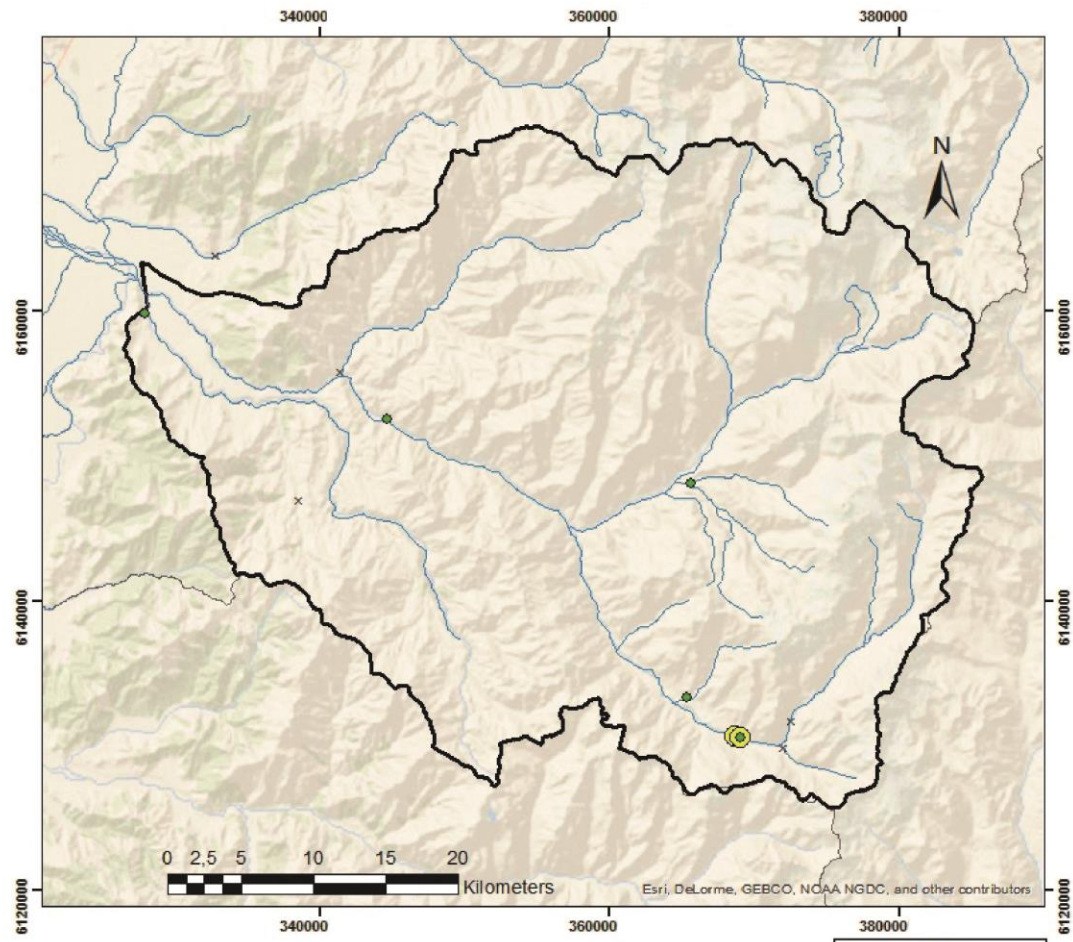 340000 360000 380000
N
6160000 6160000
6140000 6140000
0 2,5 5 10 15 20
Kilometers
Esri, DeLorme, GEBCO, NOAA NGDC, and other contributors
6120000 6120000
340000 360000 380000